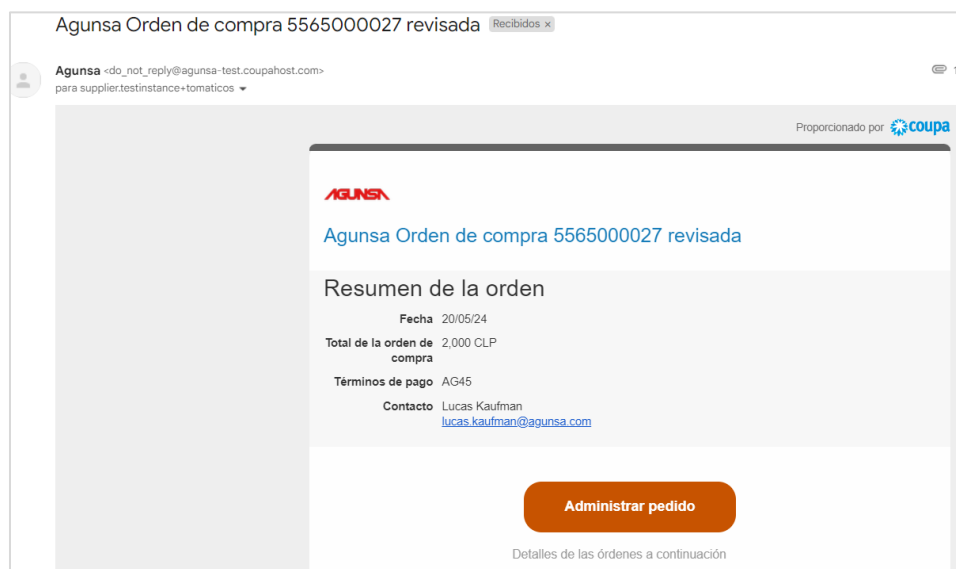 Agunsa Orden de compra 5565000027 revisada Recibidos ×
Agunsa <do_not_reply@agunsa-test.coupahost.com>
para supplier.testinstance+tomaticos
Proporcionado por coupa
AGUNSA
Agunsa Orden de compra 5565000027 revisada
Resumen de la orden
Fecha 20/05/24
Total de la orden de 2,000 CLP
compra
Términos de pago AG45
Contacto Lucas Kaufman
lucas.kaufman@agunsa.com
Administrar pedido
Detalles de las órdenes a continuación